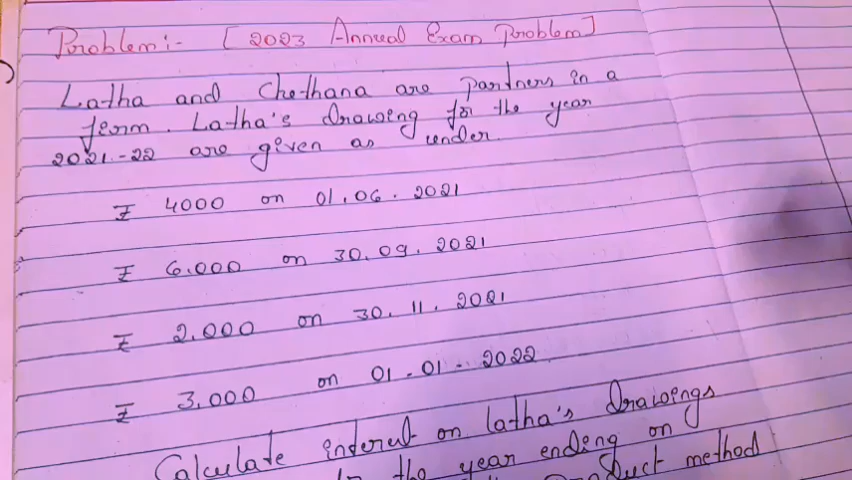 Problem:- [ 2023 Annual Exam Problem]
Latha and Chethana are partners in a
ferm. Latha's drawing for the year
2021-22 are given as under
₹ 4000 on 01.06.2021
₹ 6,000 on 30.09.2021
₹ 2,000 on 30.11.2021
₹ 3,000 on 01-01-2022
Calculate interest on latha's drawings
the year ending on
Product method